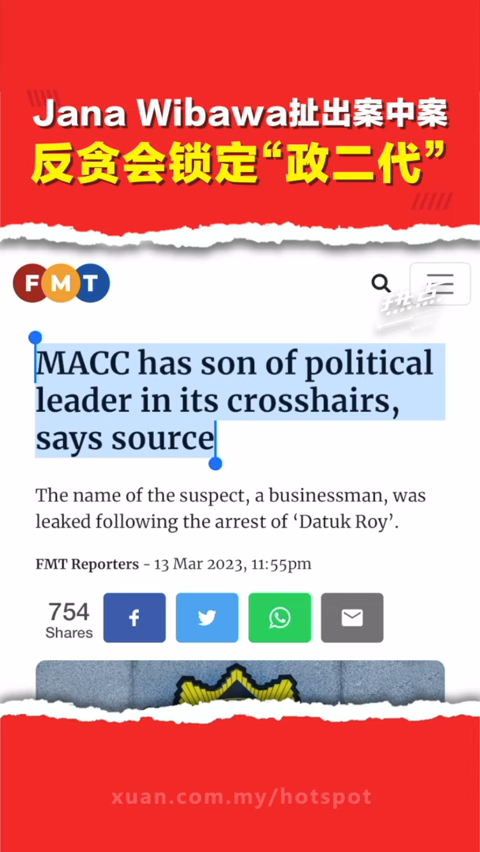 Jana Wibawa扯出案中案
反贪会锁定“政二代”
FMT
热点
MACC has son of political
leader in its crosshairs,
says source
The name of the suspect, a businessman, was
leaked following the arrest of ‘Datuk Roy’.
FMT Reporters - 13 Mar 2023, 11:55pm
754
Shares
xuan.com.my/hotspot